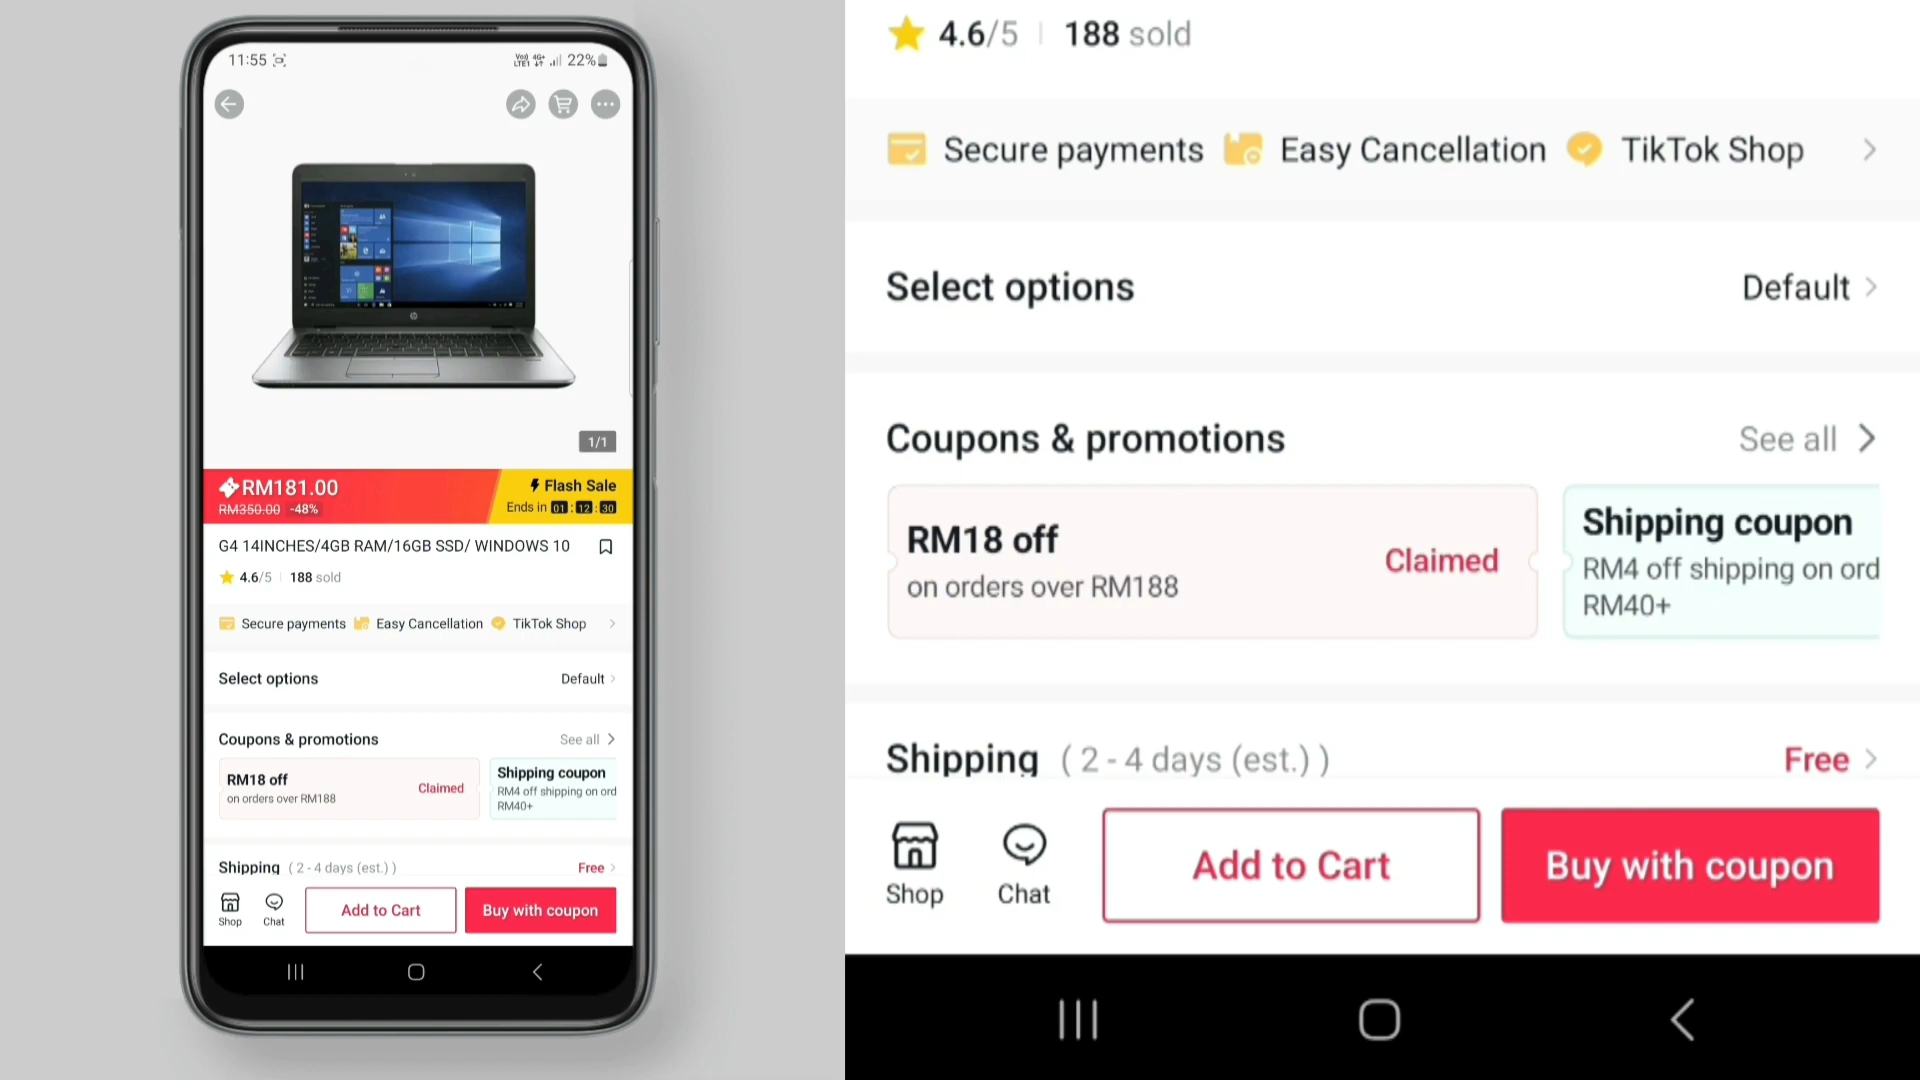 11:55
Vo)) LTE1 4G+ 22%
1/1
RM181.00
RM350.00 -48%
Flash Sale
Ends in 01:12:30
G4 14INCHES/4GB RAM/16GB SSD/ WINDOWS 10
4.6/5 188 sold
Secure payments Easy Cancellation TikTok Shop
Select options Default
Coupons & promotions See all
RM18 off
on orders over RM188
Claimed
Shipping coupon
RM4 off shipping on ord
RM40+
Shipping ( 2 - 4 days (est.) ) Free
Shop
Chat
Add to Cart
Buy with coupon
4.6/5 188 sold
Secure payments Easy Cancellation TikTok Shop
Select options Default
Coupons & promotions See all
RM18 off
on orders over RM188
Claimed
Shipping coupon
RM4 off shipping on ord
RM40+
Shipping ( 2 - 4 days (est.) ) Free
Shop
Chat
Add to Cart
Buy with coupon